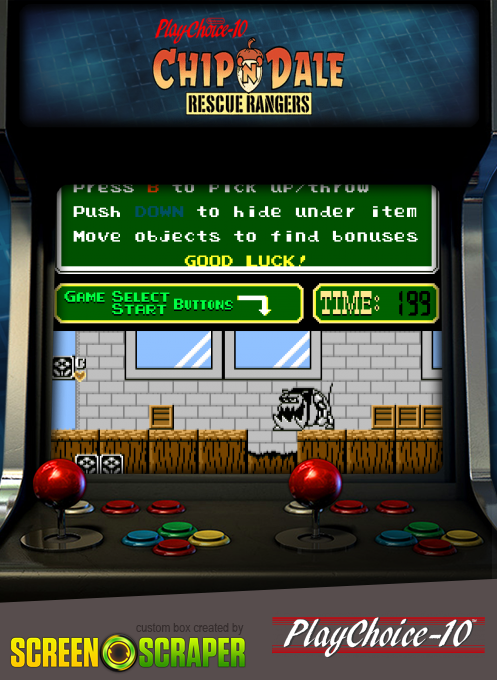 PlayChoice-10
CHIP 'N DALE
RESCUE RANGERS
Press B to pick up/throw
Push DOWN to hide under item
Move objects to find bonuses
GOOD LUCK!
GAME SELECT
START BUTTONS
TIME: 199
custom box created by
SCREEN SCRAPER
PlayChoice-10™